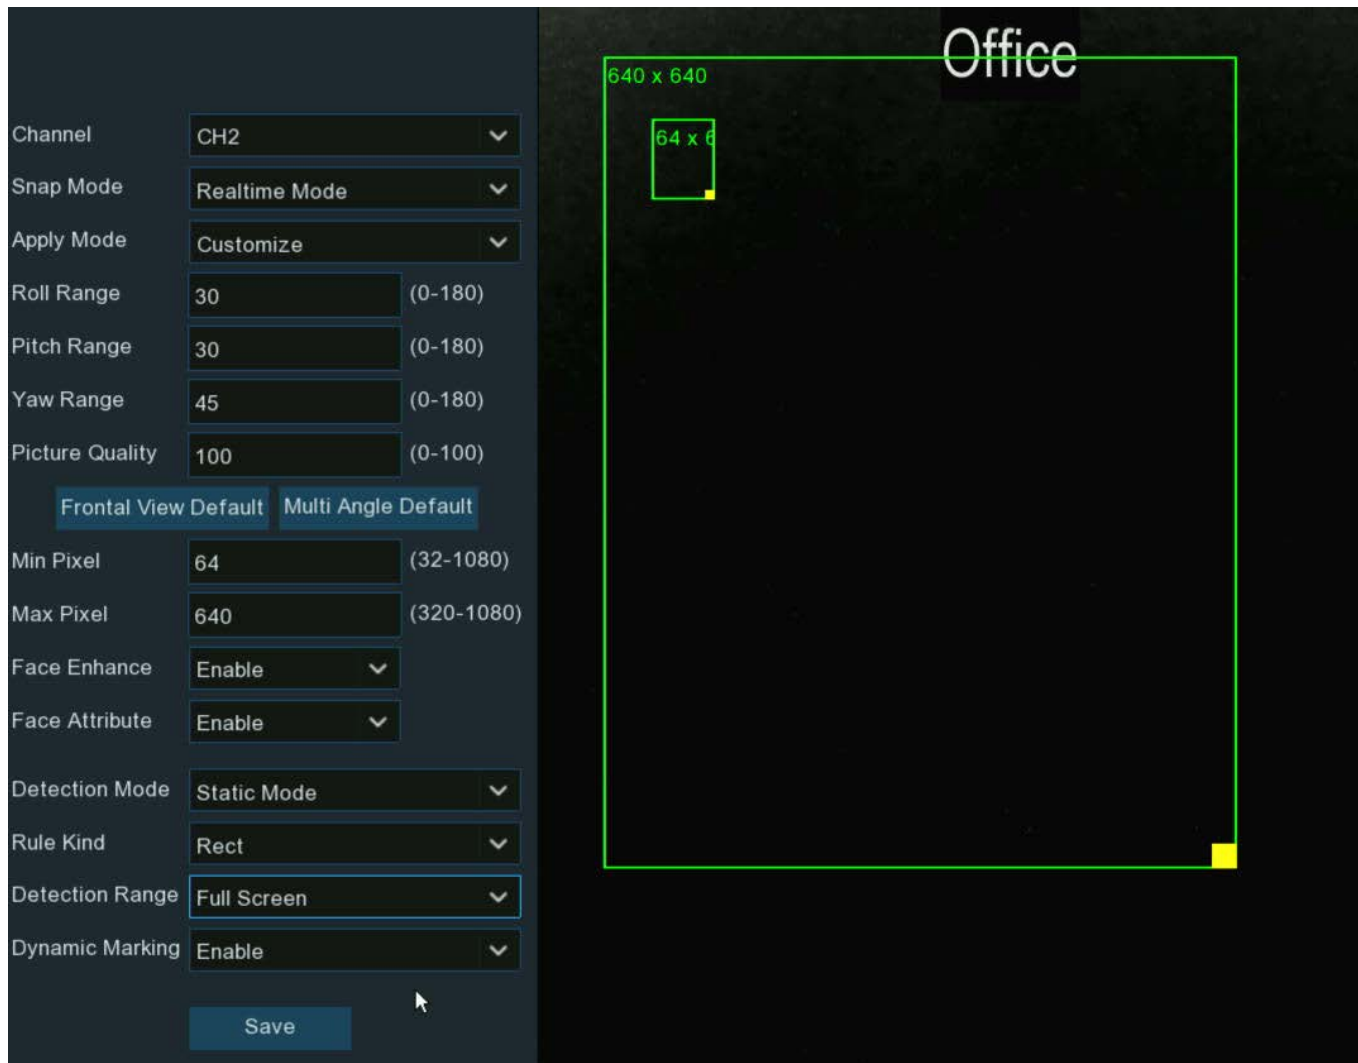 Office
640 x 640
64 x 6
Channel CH2
Snap Mode Realtime Mode
Apply Mode Customize
Roll Range 30 (0-180)
Pitch Range 30 (0-180)
Yaw Range 45 (0-180)
Picture Quality 100 (0-100)
Frontal View Default Multi Angle Default
Min Pixel 64 (32-1080)
Max Pixel 640 (320-1080)
Face Enhance Enable
Face Attribute Enable
Detection Mode Static Mode
Rule Kind Rect
Detection Range Full Screen
Dynamic Marking Enable
Save